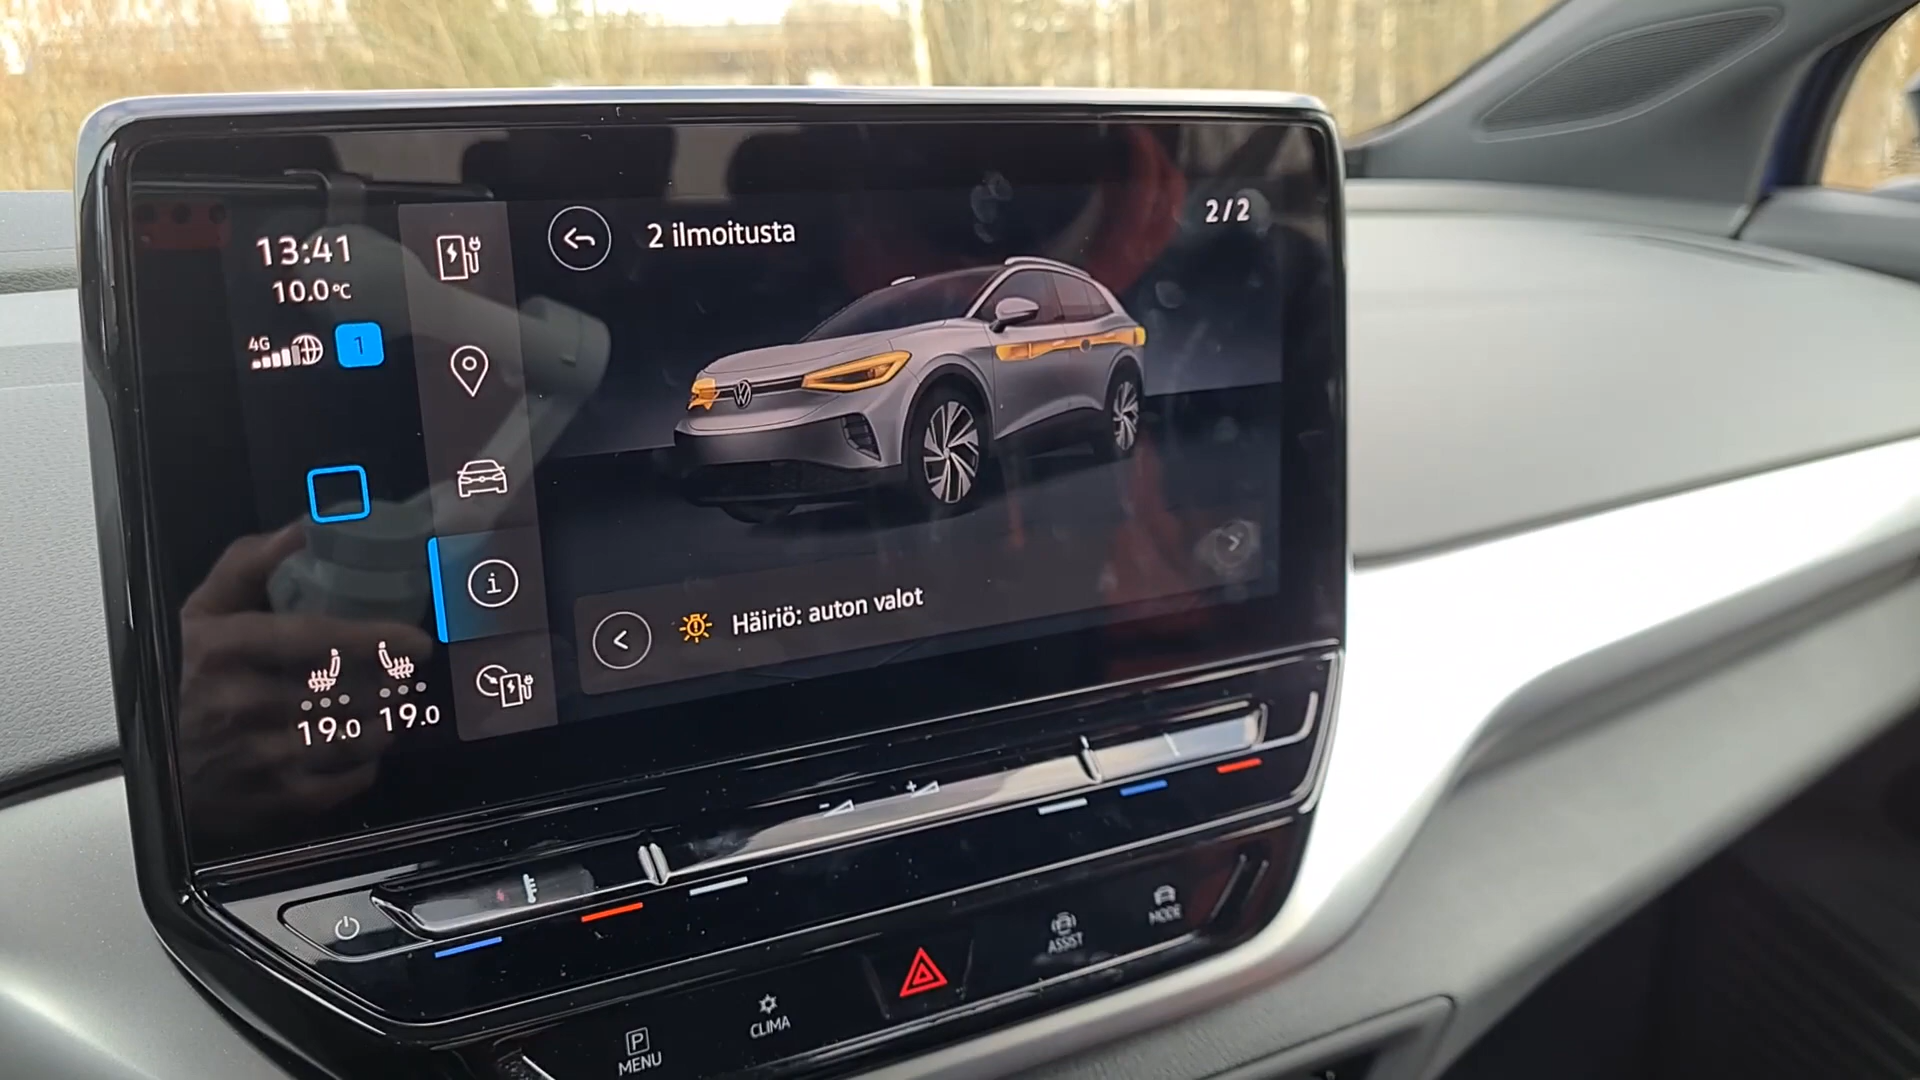 13:41
10.0°C
4G
1
2 ilmoitusta
2/2
i
Häiriö: auton valot
19.0
19.0
- +
P
MENU
CLIMA
ASSIST
MODE